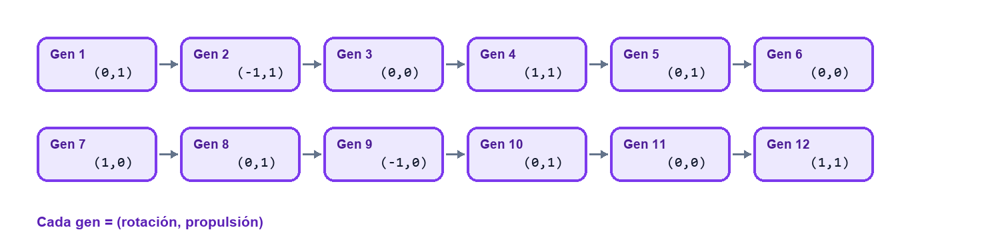 Gen 1
(0,1)
Gen 2
(-1,1)
Gen 3
(0,0)
Gen 4
(1,1)
Gen 5
(0,1)
Gen 6
(0,0)
Gen 7
(1,0)
Gen 8
(0,1)
Gen 9
(-1,0)
Gen 10
(0,1)
Gen 11
(0,0)
Gen 12
(1,1)
Cada gen = (rotación, propulsión)